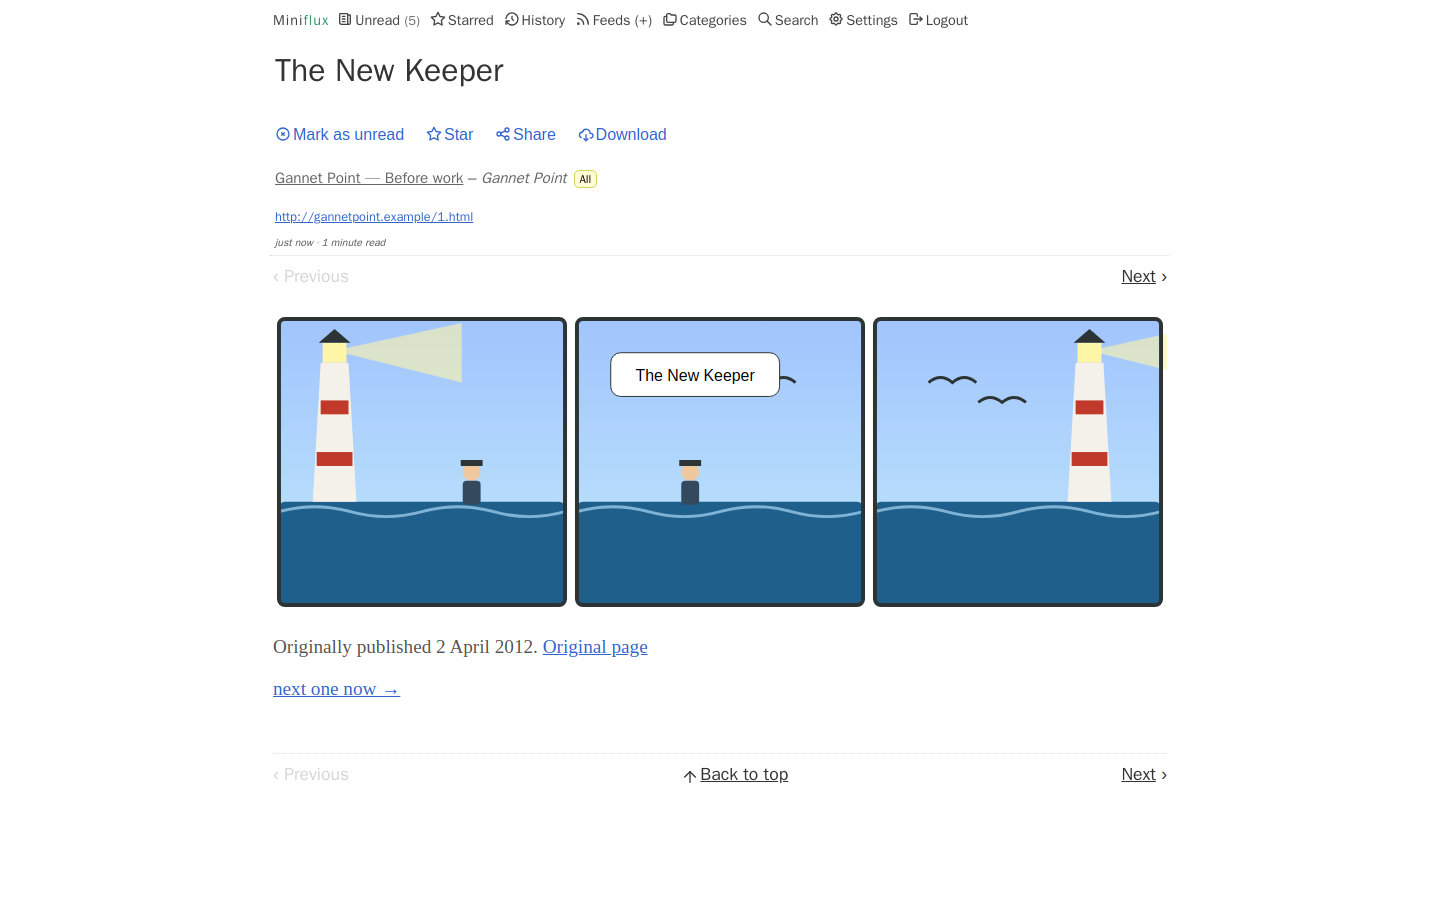 Miniflux Unread (5) Starred History Feeds (+) Categories Search Settings Logout
The New Keeper
Mark as unread Star Share Download
Gannet Point — Before work – Gannet Point All
http://gannetpoint.example/1.html
just now · 1 minute read
‹ Previous Next ›
The New Keeper
Originally published 2 April 2012. Original page
next one now →
‹ Previous Back to top Next ›